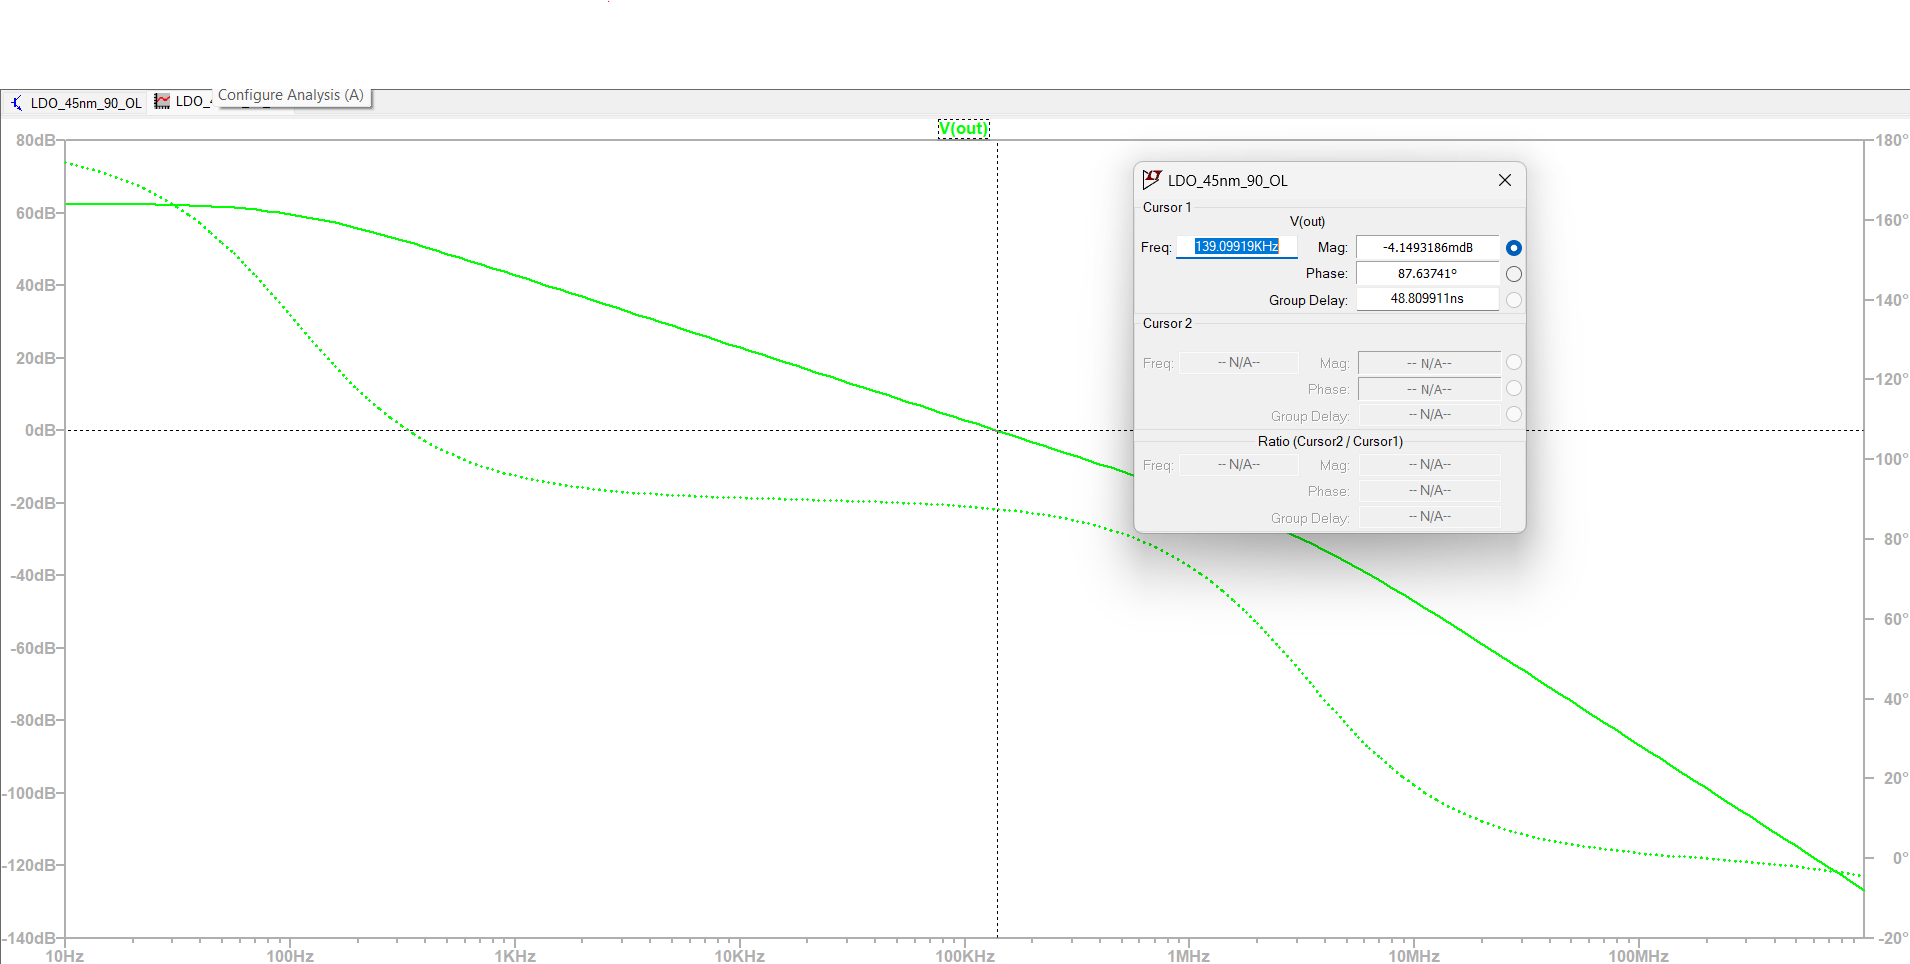 LDO_45nm_90_OL
LDO_4
Configure Analysis (A)
V(out)
80dB
60dB
40dB
20dB
0dB
-20dB
-40dB
-60dB
-80dB
-100dB
-120dB
-140dB
180°
160°
140°
120°
100°
80°
60°
40°
20°
0°
-20°
10Hz
100Hz
1KHz
10KHz
100KHz
1MHz
10MHz
100MHz
LDO_45nm_90_OL
Cursor 1
V(out)
Freq: 139.09919KHz Mag: -4.1493186mdB
Phase: 87.63741°
Group Delay: 48.809911ns
Cursor 2
Freq: -- N/A-- Mag: -- N/A--
Phase: -- N/A--
Group Delay: -- N/A--
Ratio (Cursor2 / Cursor1)
Freq: -- N/A-- Mag: -- N/A--
Phase: -- N/A--
Group Delay: -- N/A--